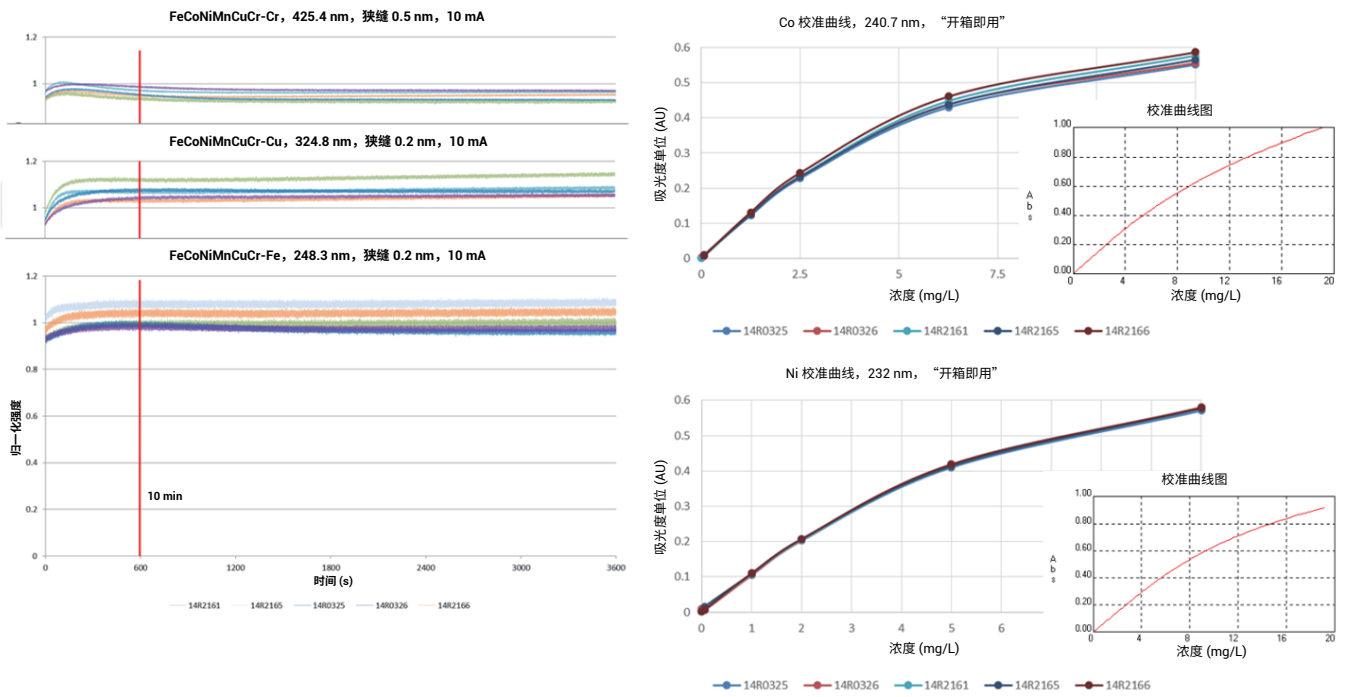 FeCoNiMnCuCr-Cr，425.4 nm，狭缝 0.5 nm，10 mA
1.2
1
FeCoNiMnCuCr-Cu，324.8 nm，狭缝 0.2 nm，10 mA
1.2
1
FeCoNiMnCuCr-Fe，248.3 nm，狭缝 0.2 nm，10 mA
1.2
1
0.8
0.6
0.4
0.2
0
归一化强度
10 min
0 600 1200 1800 2400 3000 3600
时间 (s)
14R2161 14R2165 14R0325 14R0326 14R2166
Co 校准曲线，240.7 nm，“开箱即用”
0.6
0.5
0.4
0.3
0.2
0.1
0
吸光度单位 (AU)
0 2.5 5 7.5
浓度 (mg/L)
校准曲线图
1.00
0.80
0.60
0.40
0.20
0.00
Abs
0 4 8 12 16 20
浓度 (mg/L)
14R0325 14R0326 14R2161 14R2165 14R2166
Ni 校准曲线，232 nm，“开箱即用”
0.6
0.5
0.4
0.3
0.2
0.1
0
吸光度单位 (AU)
0 1 2 3 4 5 6
浓度 (mg/L)
校准曲线图
1.00
0.80
0.60
0.40
0.20
0.00
Abs
0 4 8 12 16 20
浓度 (mg/L)
14R0325 14R0326 14R2161 14R2165 14R2166